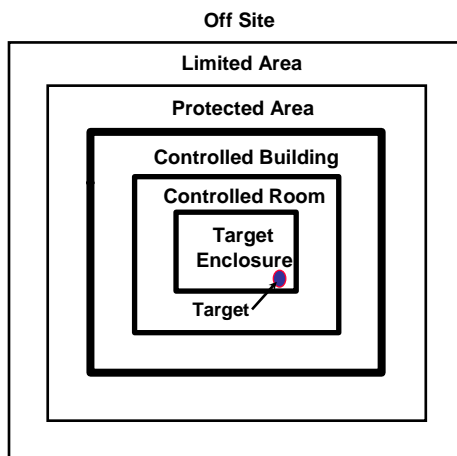 Off Site
Limited Area
Protected Area
Controlled Building
Controlled Room
Target
Enclosure
Target